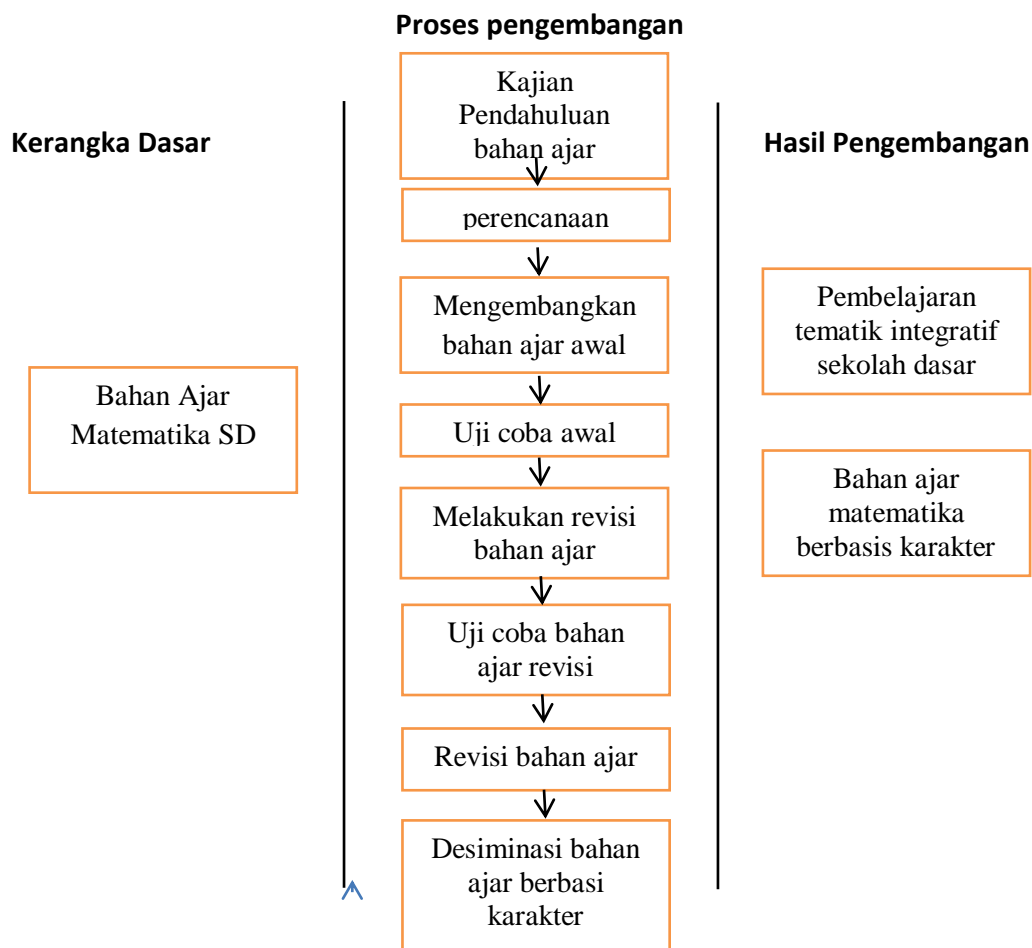 Proses pengembangan
Kerangka Dasar
Bahan Ajar
Matematika SD
Kajian
Pendahuluan
bahan ajar
perencanaan
Mengembangkan
bahan ajar awal
Uji coba awal
Melakukan revisi
bahan ajar
Uji coba bahan
ajar revisi
Revisi bahan ajar
Desiminasi bahan
ajar berbasi
karakter
Hasil Pengembangan
Pembelajaran
tematik integratif
sekolah dasar
Bahan ajar
matematika
berbasis karakter